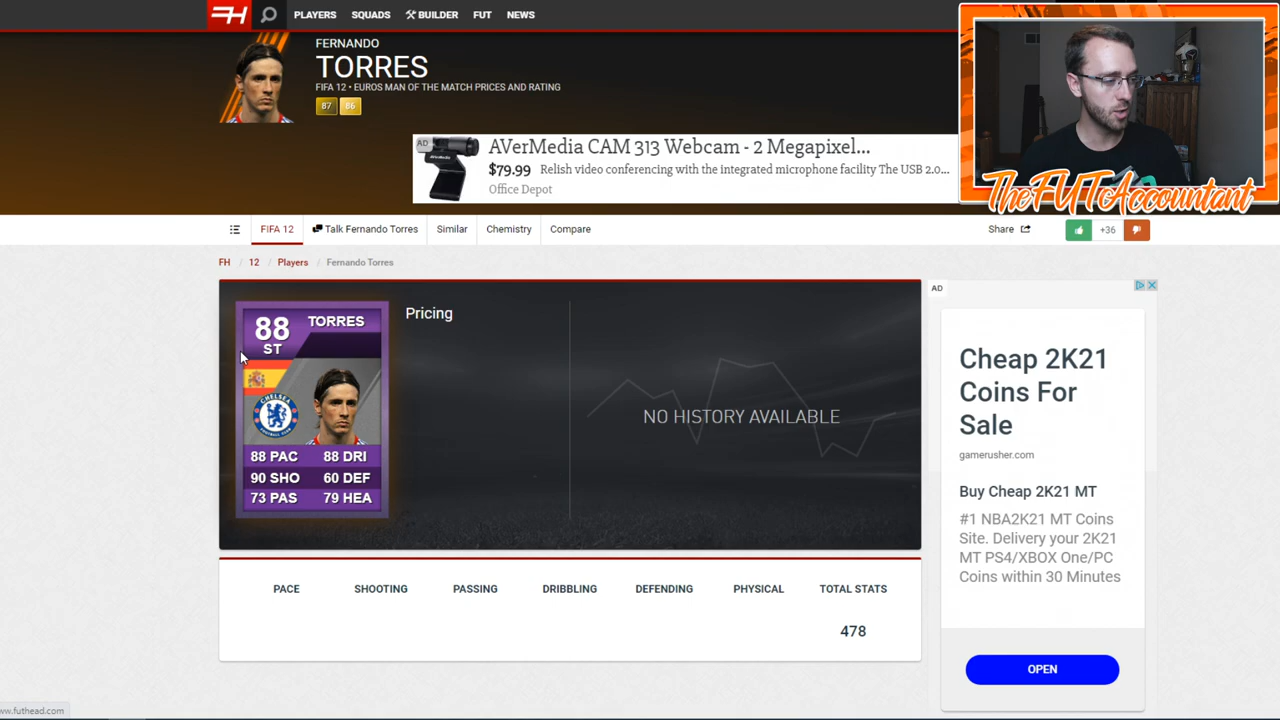 FH PLAYERS SQUADS BUILDER FUT NEWS
FERNANDO
TORRES
FIFA 12 • EUROS MAN OF THE MATCH PRICES AND RATING
87 86
AD
AVerMedia CAM 313 Webcam - 2 Megapixel...
$79.99 Relish video conferencing with the integrated microphone facility The USB 2.0...
Office Depot
TheFUTAccountant
FIFA 12 Talk Fernando Torres Similar Chemistry Compare Share +36
FH / 12 / Players / Fernando Torres
88 TORRES
ST
CHELSEA
FOOTBALL CLUB
88 PAC 88 DRI
90 SHO 60 DEF
73 PAS 79 HEA
Pricing
NO HISTORY AVAILABLE
PACE SHOOTING PASSING DRIBBLING DEFENDING PHYSICAL TOTAL STATS
478
AD
Cheap 2K21
Coins For
Sale
gamerusher.com
Buy Cheap 2K21 MT
#1 NBA2K21 MT Coins
Site. Delivery your 2K21
MT PS4/XBOX One/PC
Coins within 30 Minutes
OPEN
ww.futhead.com